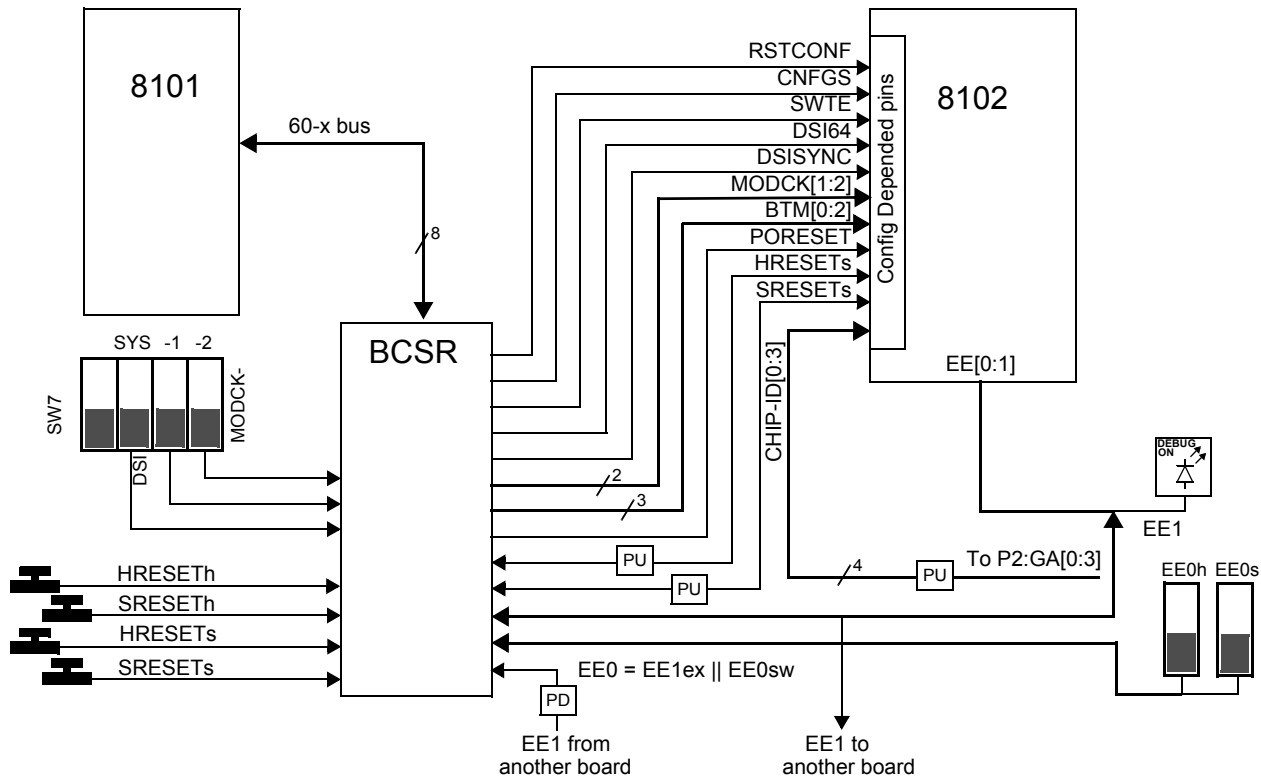 8101
60-x bus
8
8102
Config Depended pins
RSTCONF
CNFGS
SWTE
DSI64
DSISYNC
MODCK[1:2]
BTM[0:2]
PORESET
HRESETs
SRESETs
CHIP-ID[0:3]
EE[0:1]
BCSR
SYS -1 -2
SW7
MODCK-
DSI
2
3
DEBUG
ON
EE1
PU
PU
4
PU
To P2:GA[0:3]
EE0h EE0s
HRESETh
SRESETh
HRESETs
SRESETs
EE0 = EE1ex || EE0sw
PD
EE1 from
another board
EE1 to
another board